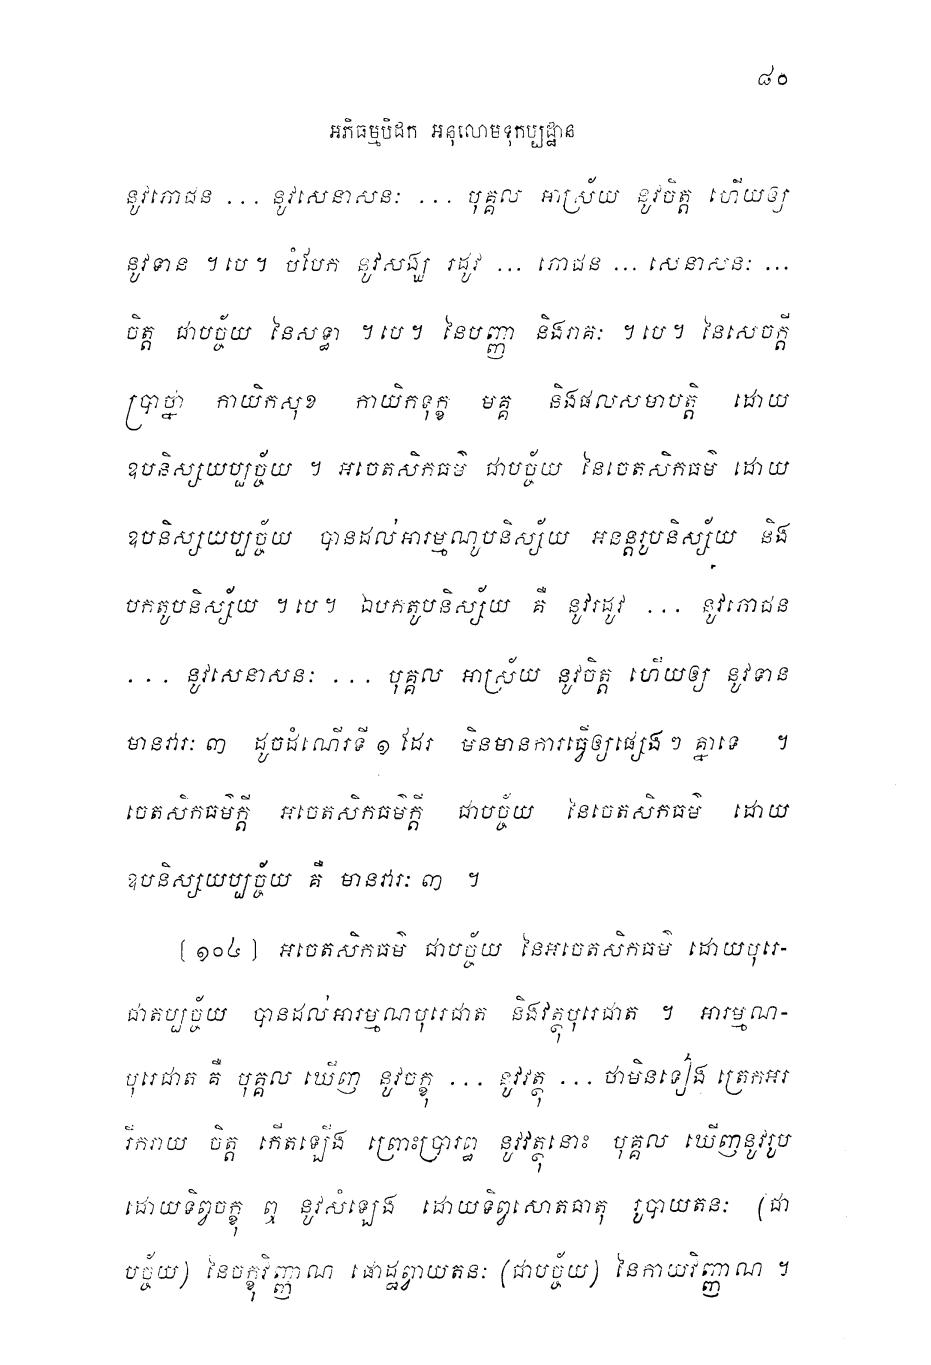 ៨០
អភិធម្មបិដក អនុលោមទុកប្បដ្ឋាន
នូវភោជន ... នូវសេនាសនៈ ... បុគ្គល អាស្រ័យ នូវចិត្ត ហើយឲ្យ
នូវទាន ។បេ។ បំបែក នូវសង្ឃ រដូវ ... ភោជន ... សេនាសនៈ ...
ចិត្ត ជាបច្ច័យ នៃសទ្ធា ។បេ។ នៃបញ្ញា និងរាគៈ ។បេ។ នៃសេចក្តី
ប្រាថ្នា កាយិកសុខ កាយិកទុក្ខ មគ្គ និងផលសមាបត្តិ ដោយ
ឧបនិស្សយប្បច្ច័យ ។ អចេតសិកធម៌ ជាបច្ច័យ នៃចេតសិកធម៌ ដោយ
ឧបនិស្សយប្បច្ច័យ បានដល់អារម្មណូបនិស្ស័យ អនន្តរូបនិស្ស័យ និង
បកតូបនិស្ស័យ ។បេ។ ឯបកតូបនិស្ស័យ គឺ នូវរដូវ ... នូវភោជន
... នូវសេនាសនៈ ... បុគ្គល អាស្រ័យ នូវចិត្ត ហើយឲ្យ នូវទាន
មានវារៈ ៣ ដូចដំណើរទី ១ ដែរ មិនមានការធ្វើឲ្យផ្សេង ៗ គ្នាទេ ។
ចេតសិកធម៌ក្តី អចេតសិកធម៌ក្តី ជាបច្ច័យ នៃចេតសិកធម៌ ដោយ
ឧបនិស្សយប្បច្ច័យ គឺ មានវារៈ ៣ ។
[១០៤] អចេតសិកធម៌ ជាបច្ច័យ នៃអចេតសិកធម៌ ដោយបុរេ-
ជាតប្បច្ច័យ បានដល់អារម្មណបុរេជាត និងវត្ថុបុរេជាត ។ អារម្មណ-
បុរេជាត គឺ បុគ្គល ឃើញ នូវចក្ខុ ... នូវវត្ថុ ... ថាមិនទៀង ត្រេកអរ
រីករាយ ចិត្ត កើតឡើង ព្រោះប្រារព្ធ នូវវត្ថុនោះ បុគ្គល ឃើញនូវរូប
ដោយទិព្វចក្ខុ ឮ នូវសំឡេង ដោយទិព្វសោតធាតុ រូបាយតនៈ (ជា
បច្ច័យ) នៃចក្ខុវិញ្ញាណ ផោដ្ឋព្វាយតនៈ (ជាបច្ច័យ) នៃកាយវិញ្ញាណ ។